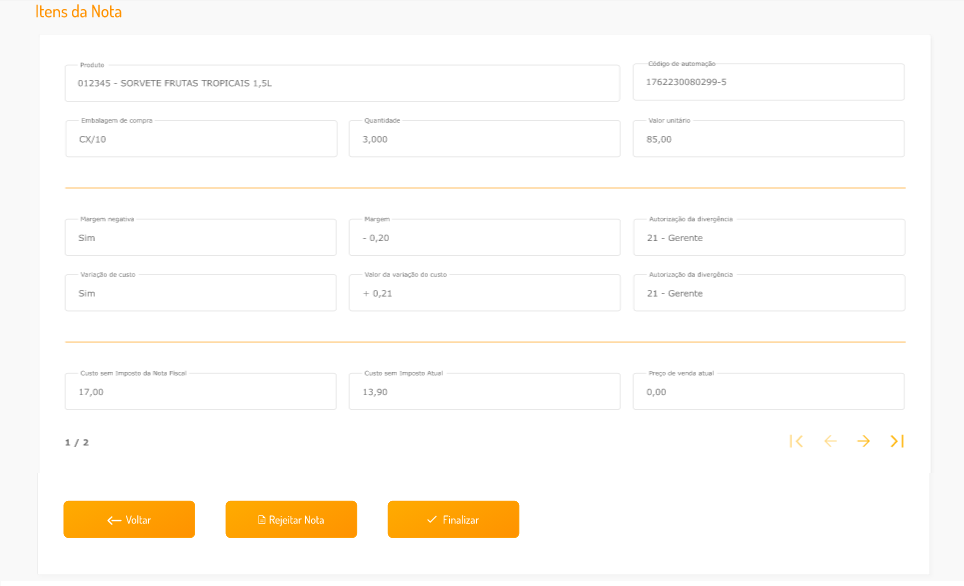 Itens da Nota
Produto
Código de automação
012345 - SORVETE FRUTAS TROPICAIS 1,5L
1762230080299-5
Embalagem de compra
Quantidade
Valor unitário
CX/10
3,000
85,00
Margem negativa
Margem
Autorização da divergência
Sim
- 0,20
21 - Gerente
Variação de custo
Valor da variação do custo
Autorização da divergência
Sim
+ 0,21
21 - Gerente
Custo sem Imposto da Nota Fiscal
Custo sem Imposto Atual
Preço de venda atual
17,00
13,90
0,00
1 / 2
Voltar
Rejeitar Nota
Finalizar